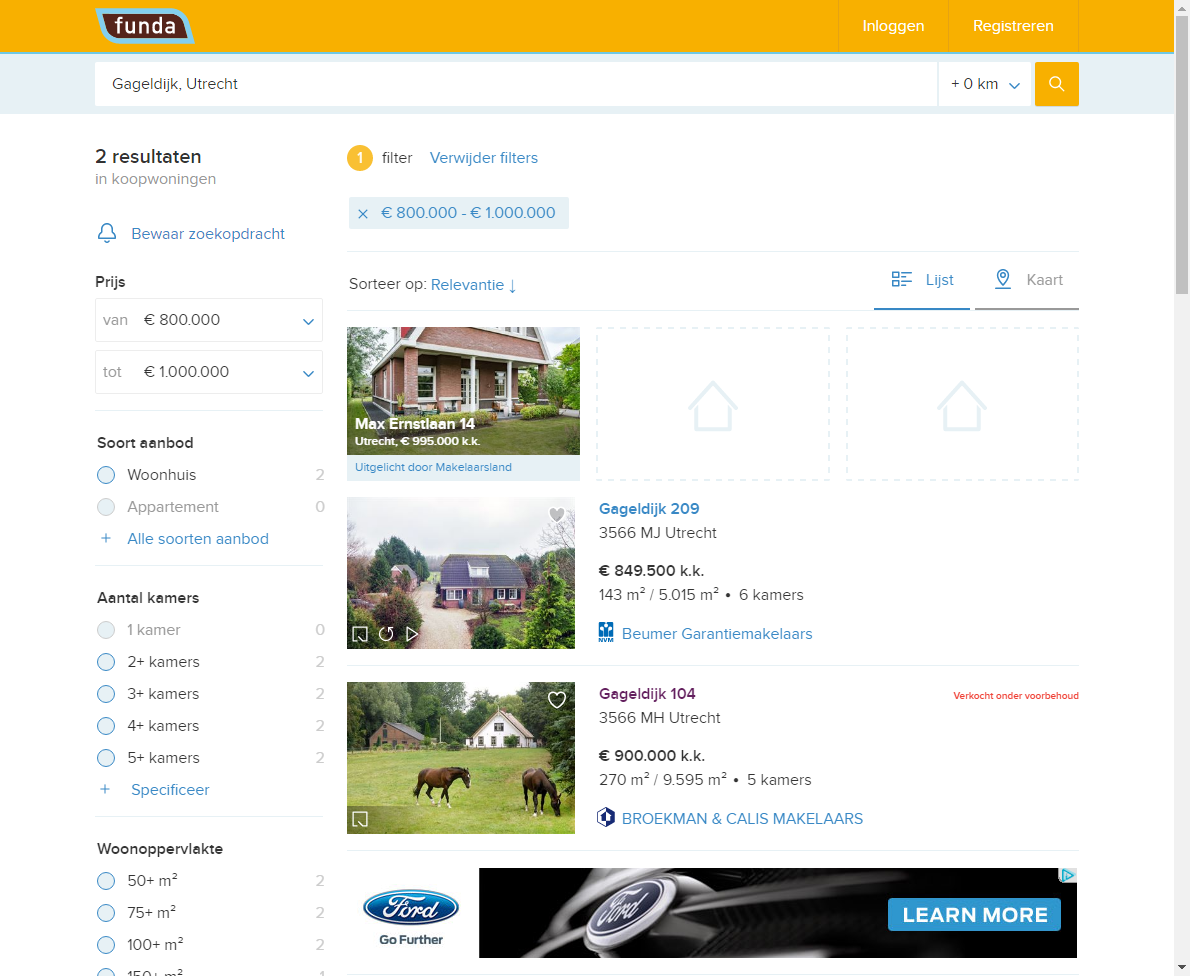 funda
Inloggen
Registreren
Gageldijk, Utrecht
+ 0 km
2 resultaten
in koopwoningen
Bewaar zoekopdracht
Prijs
van € 800.000
tot € 1.000.000
Soort aanbod
Woonhuis 2
Appartement 0
+ Alle soorten aanbod
Aantal kamers
1 kamer 0
2+ kamers 2
3+ kamers 2
4+ kamers 2
5+ kamers 2
+ Specificeer
Woonoppervlakte
50+ m² 2
75+ m² 2
100+ m² 2
150+ m² 1
1 filter Verwijder filters
× € 800.000 - € 1.000.000
Sorteer op: Relevantie ↓
Lijst
Kaart
Max Ernstlaan 14
Utrecht, € 995.000 k.k.
Uitgelicht door Makelaarsland
Gageldijk 209
3566 MJ Utrecht
€ 849.500 k.k.
143 m² / 5.015 m² • 6 kamers
NVM
Beumer Garantiemakelaars
Gageldijk 104
Verkocht onder voorbehoud
3566 MH Utrecht
€ 900.000 k.k.
270 m² / 9.595 m² • 5 kamers
BROEKMAN & CALIS MAKELAARS
Ford
Go Further
Ford
LEARN MORE